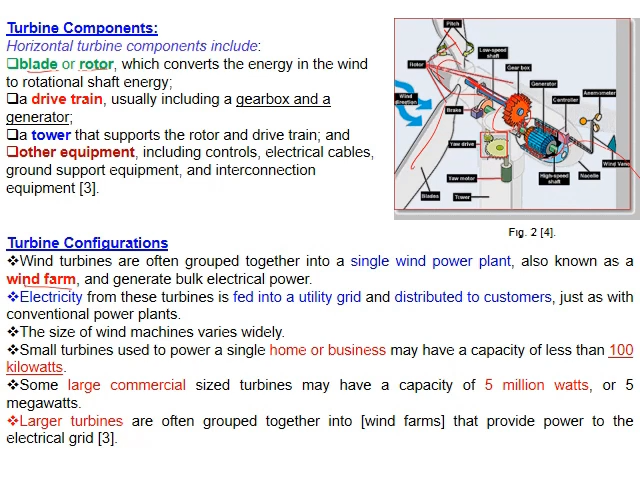 Turbine Components:
Horizontal turbine components include:
❑blade or rotor, which converts the energy in the wind
to rotational shaft energy;
❑a drive train, usually including a gearbox and a
generator;
❑a tower that supports the rotor and drive train; and
❑other equipment, including controls, electrical cables,
ground support equipment, and interconnection
equipment [3].
Pitch
Low-speed
shaft
Rotor
Gear box
Generator
Anemometer
Wind
direction
Controller
Brake
Yaw drive
Wind Vane
Yaw motor
High-speed
shaft
Nacelle
Blades
Tower
Fig. 2 [4].
Turbine Configurations
❖Wind turbines are often grouped together into a single wind power plant, also known as a
wind farm, and generate bulk electrical power.
❖Electricity from these turbines is fed into a utility grid and distributed to customers, just as with
conventional power plants.
❖The size of wind machines varies widely.
❖Small turbines used to power a single home or business may have a capacity of less than 100
kilowatts.
❖Some large commercial sized turbines may have a capacity of 5 million watts, or 5
megawatts.
❖Larger turbines are often grouped together into [wind farms] that provide power to the
electrical grid [3].